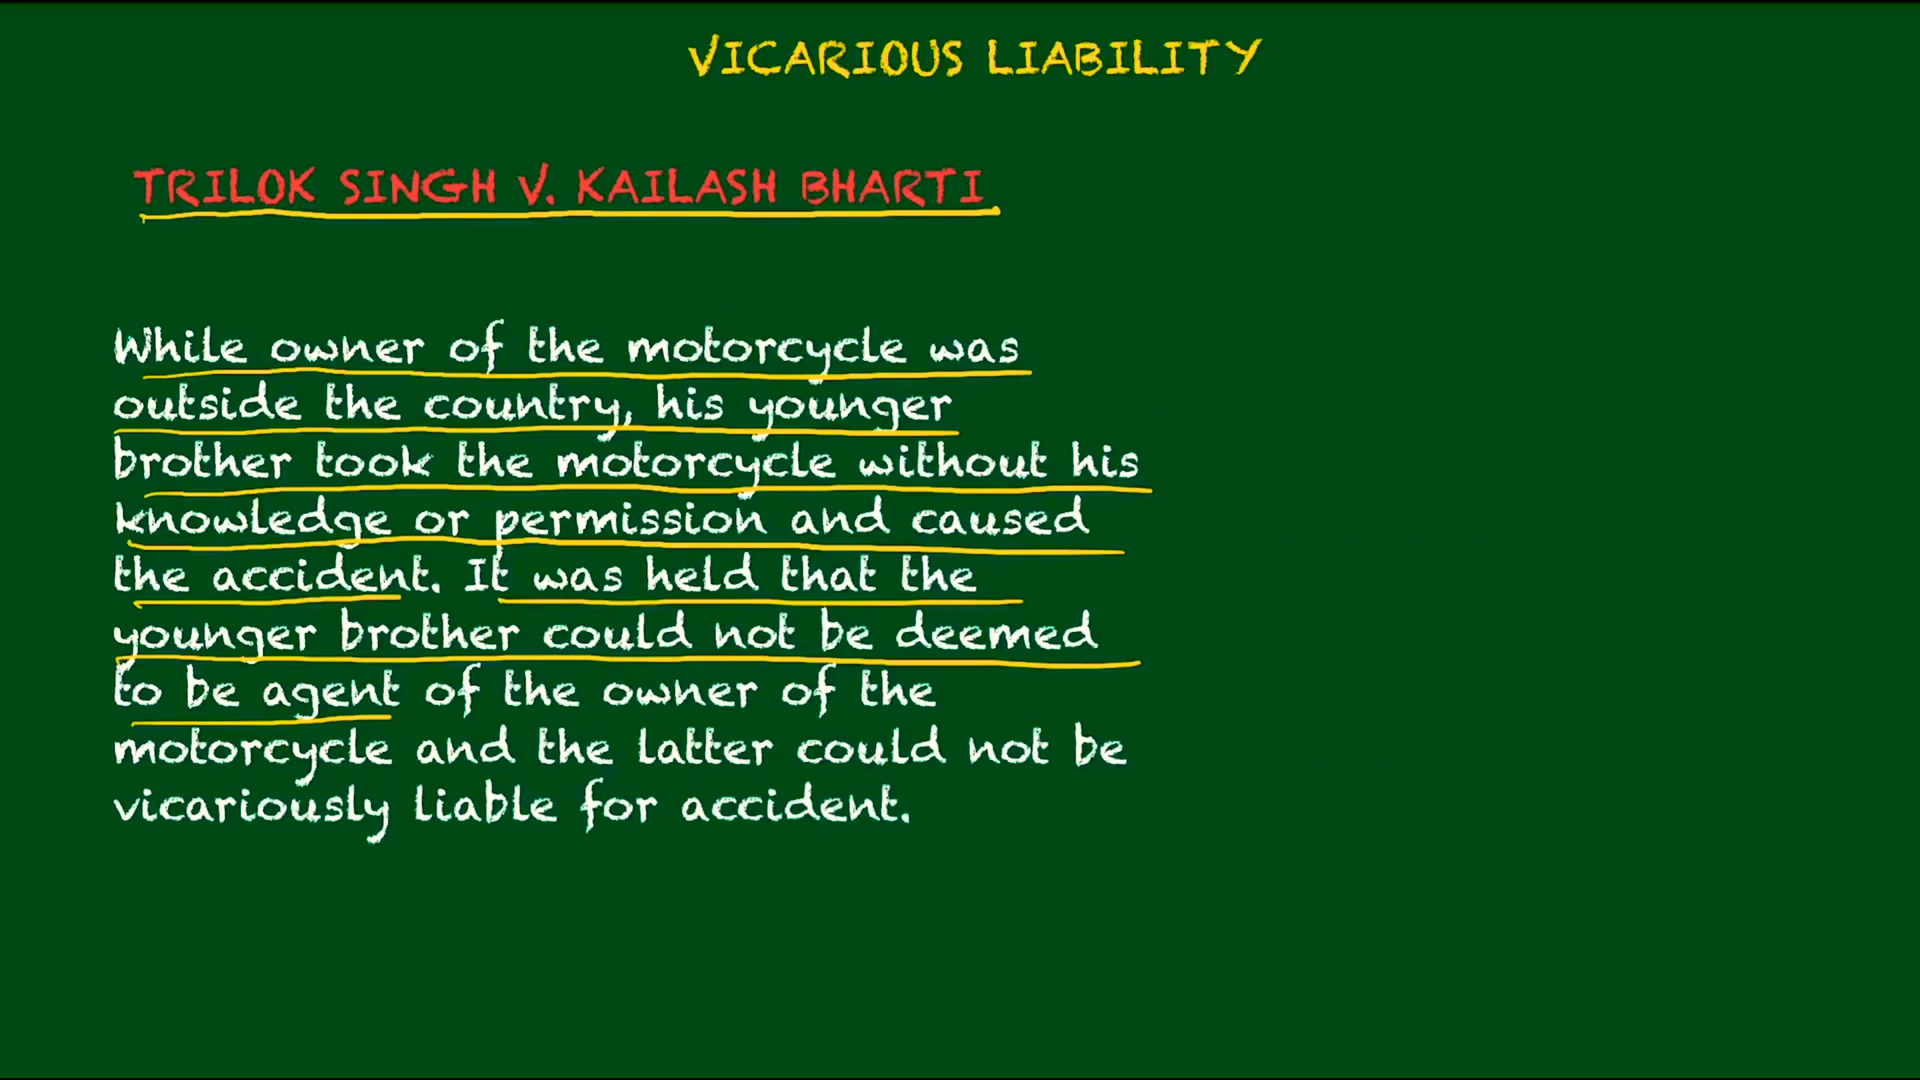 VICARIOUS LIABILITY
TRILOK SINGH V. KAILASH BHARTI
While owner of the motorcycle was
outside the country, his younger
brother took the motorcycle without his
knowledge or permission and caused
the accident. It was held that the
younger brother could not be deemed
to be agent of the owner of the
motorcycle and the latter could not be
vicariously liable for accident.